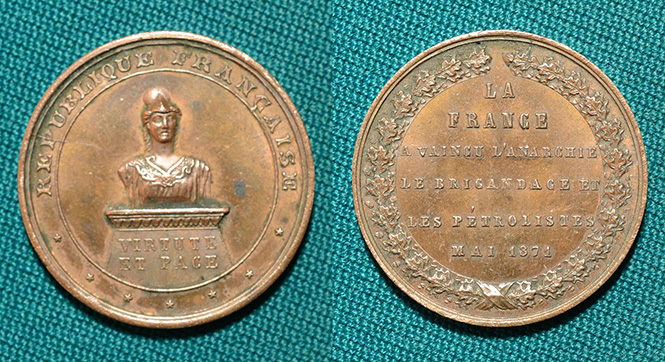 REPUBLIQUE FRANÇAISE
VIRTUTE
ET PACE
LA
FRANCE
A VAINCU L'ANARCHIE
LE BRIGANDAGE ET
LES PÉTROLISTES
MAI 1871